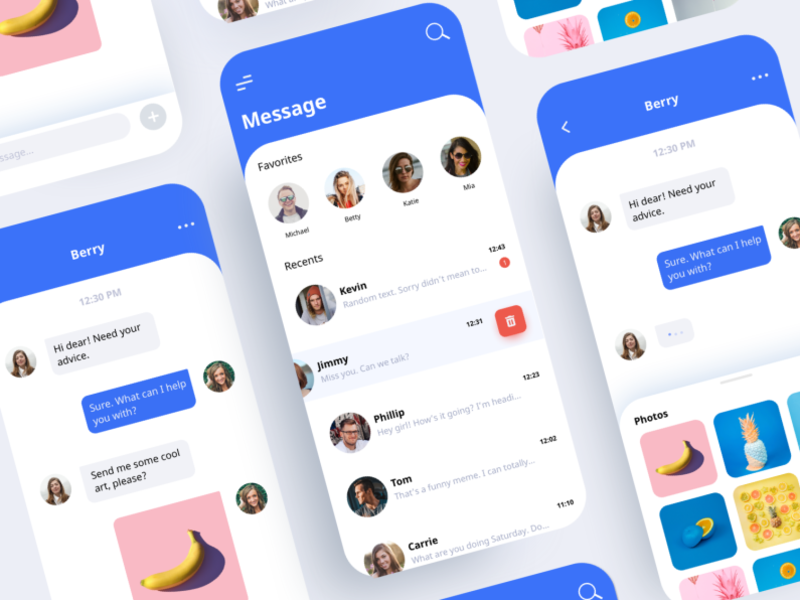 What a
ssage...
Berry
12:30 PM
Hi dear! Need your
advice.
Sure. What can I help
you with?
Send me some cool
art, please?
Message
Favorites
Michael
Betty
Katie
Mia
Recents
Kevin
12:43
Random text. Sorry didn't mean to...
!
Jimmy
12:31
Miss you. Can we talk?
Phillip
12:23
Hey girl! How's it going? I'm headi...
Tom
12:02
That's a funny meme. I can totally...
Carrie
11:10
What are you doing Saturday. Do...
Berry
12:30 PM
Hi dear! Need your
advice.
Sure. What can I help
you with?
Photos